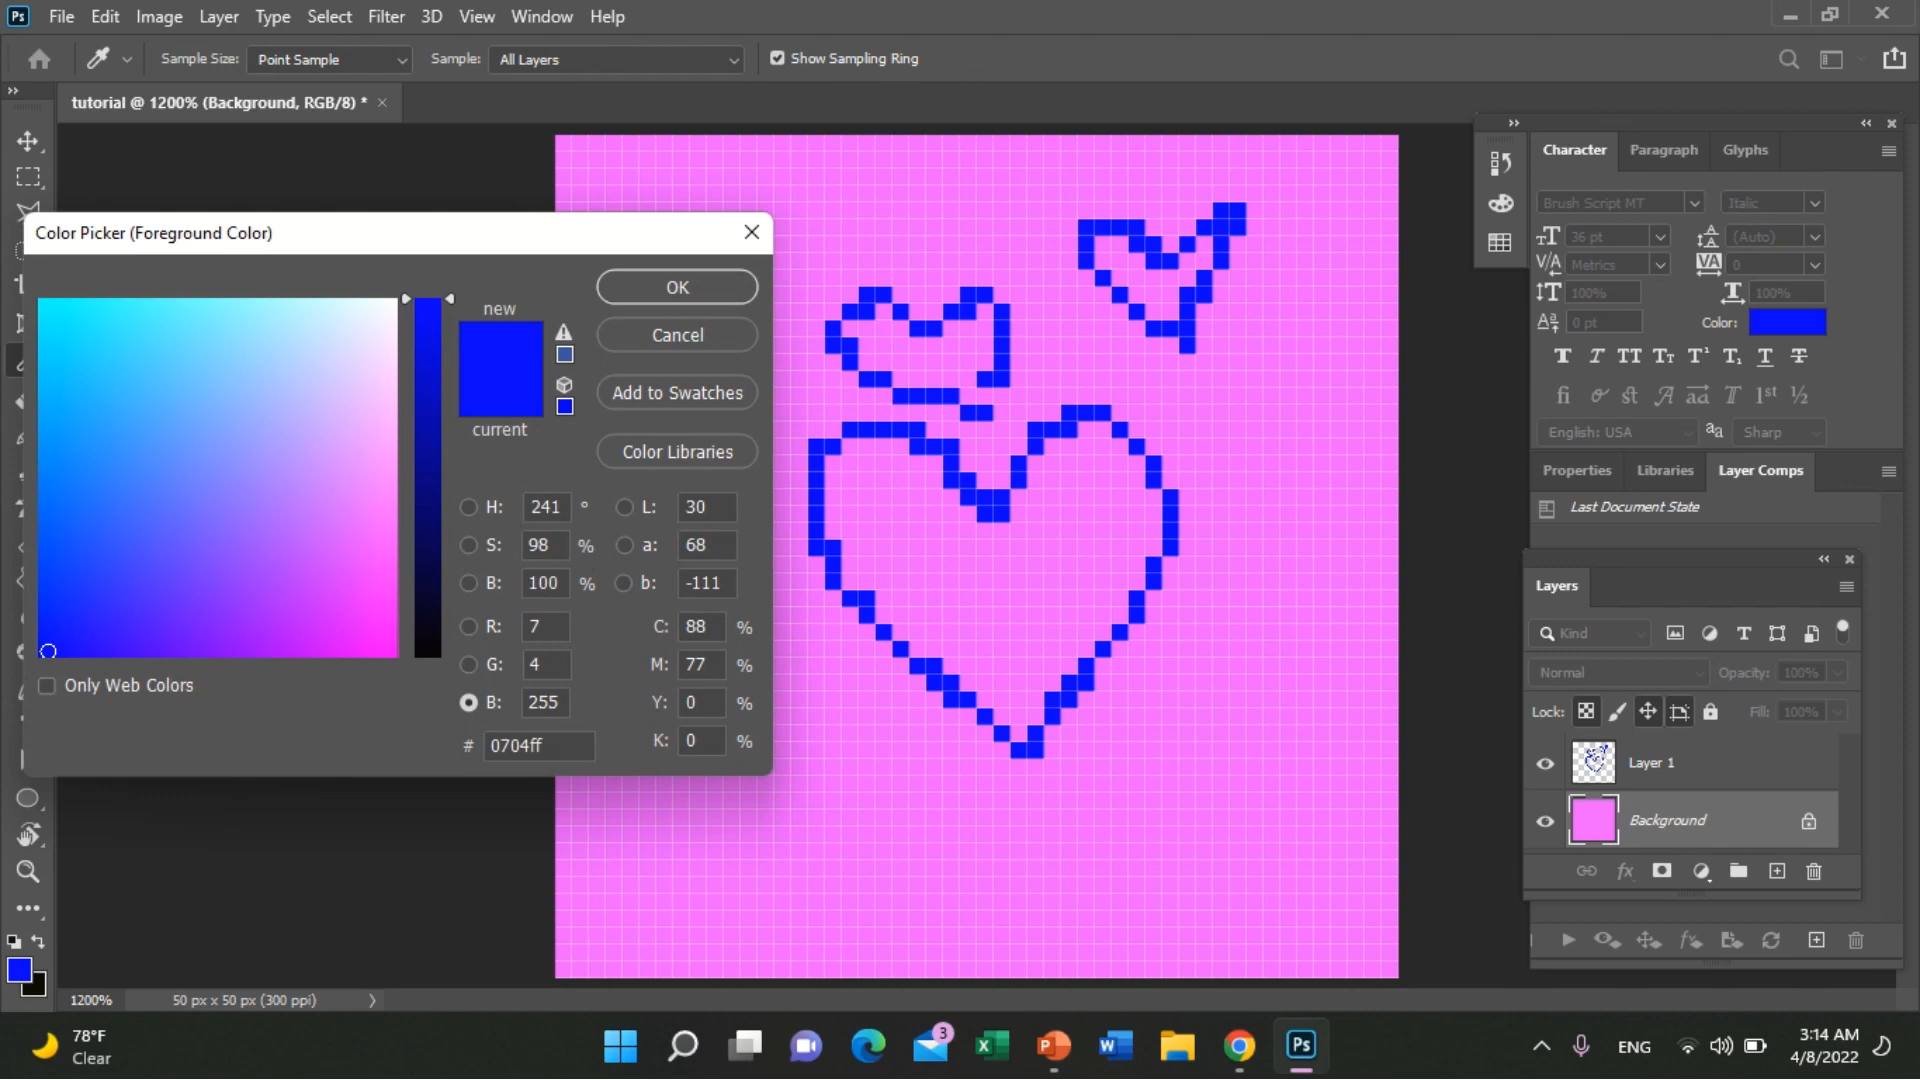 Ps File Edit Image Layer Type Select Filter 3D View Window Help
Sample Size: Point Sample Sample: All Layers Show Sampling Ring
tutorial @ 1200% (Background, RGB/8) *
Color Picker (Foreground Color)
new
current
OK
Cancel
Add to Swatches
Color Libraries
H: 241 ° L: 30
S: 98 % a: 68
B: 100 % b: -111
R: 7 C: 88 %
G: 4 M: 77 %
B: 255 Y: 0 %
# 0704ff K: 0 %
Only Web Colors
Character Paragraph Glyphs
Brush Script MT Italic
36 pt (Auto)
Metrics 0
100% 100%
0 pt Color:
English: USA Sharp
Properties Libraries Layer Comps
Last Document State
Layers
Kind
Normal Opacity: 100%
Lock: Fill: 100%
Layer 1
Background
1200% 50 px x 50 px (300 ppi)
78°F
Clear
3
Ps
ENG
3:14 AM
4/8/2022